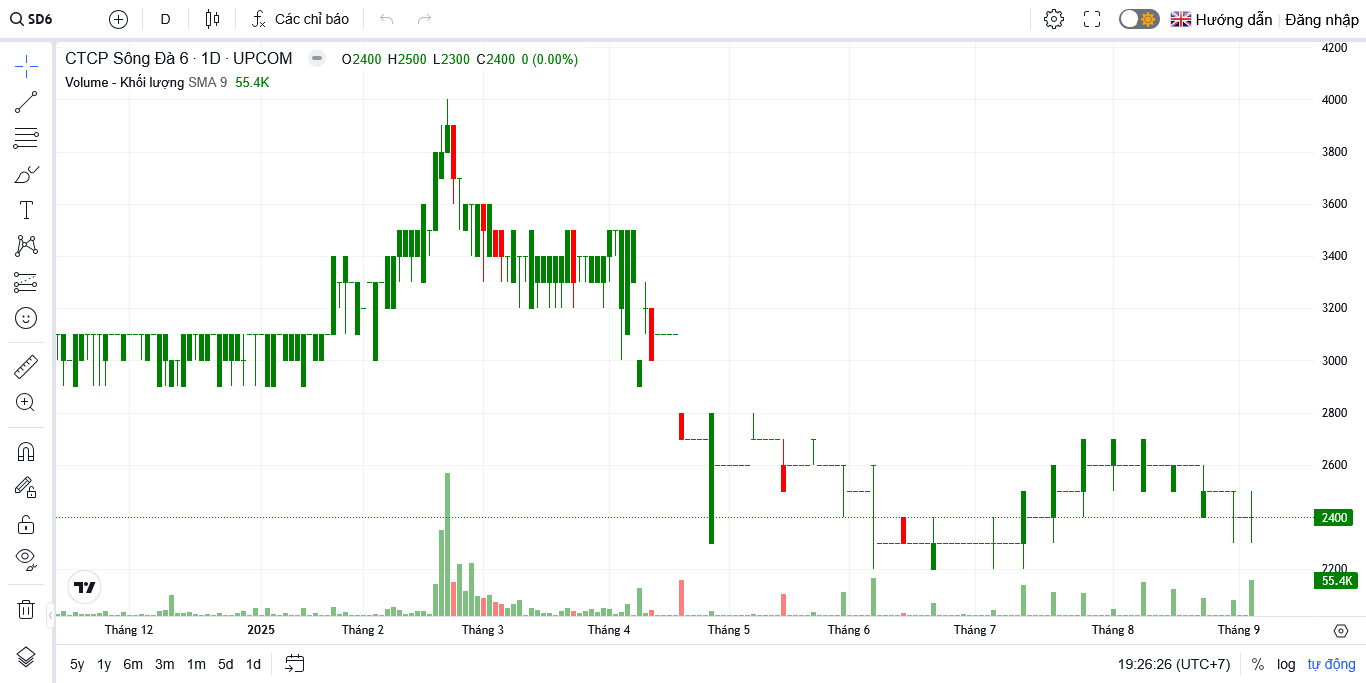 SD6 D Các chỉ báo Hướng dẫn Đăng nhập
CTCP Sông Đà 6 · 1D · UPCOM O2400 H2500 L2300 C2400 0 (0.00%)
Volume - Khối lượng SMA 9 55.4K
4200
4000
3800
3600
3400
3200
3000
2800
2600
2400
2200
55.4K
Tháng 12 2025 Tháng 2 Tháng 3 Tháng 4 Tháng 5 Tháng 6 Tháng 7 Tháng 8 Tháng 9
5y 1y 6m 3m 1m 5d 1d 19:26:26 (UTC+7) % log tự động